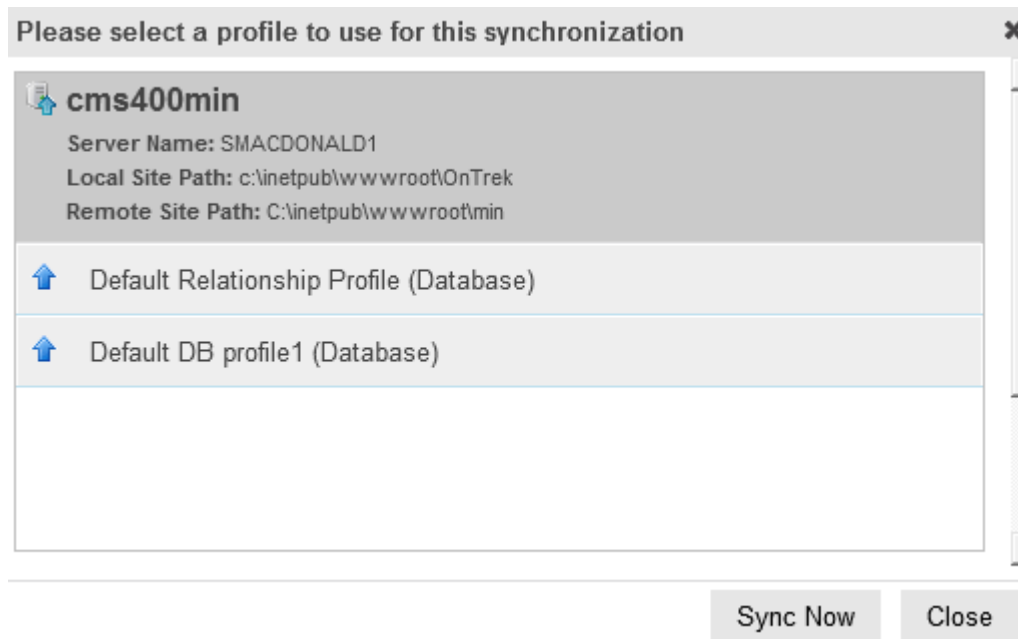 Please select a profile to use for this synchronization
cms400min
Server Name: SMACDONALD1
Local Site Path: c:\inetpub\wwwroot\OnTrek
Remote Site Path: C:\inetpub\wwwroot\min
Default Relationship Profile (Database)
Default DB profile1 (Database)
Sync Now Close